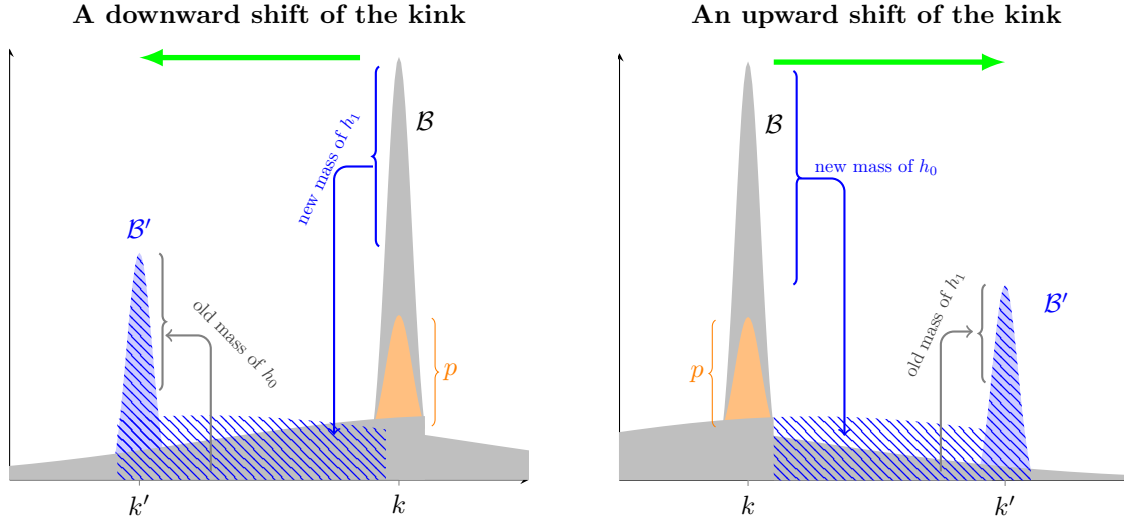 A downward shift of the kink
new mass of h₁
ℬ
ℬ′
old mass of h₀
p
k′
k
An upward shift of the kink
ℬ
new mass of h₀
old mass of h₁
ℬ′
p
k
k′